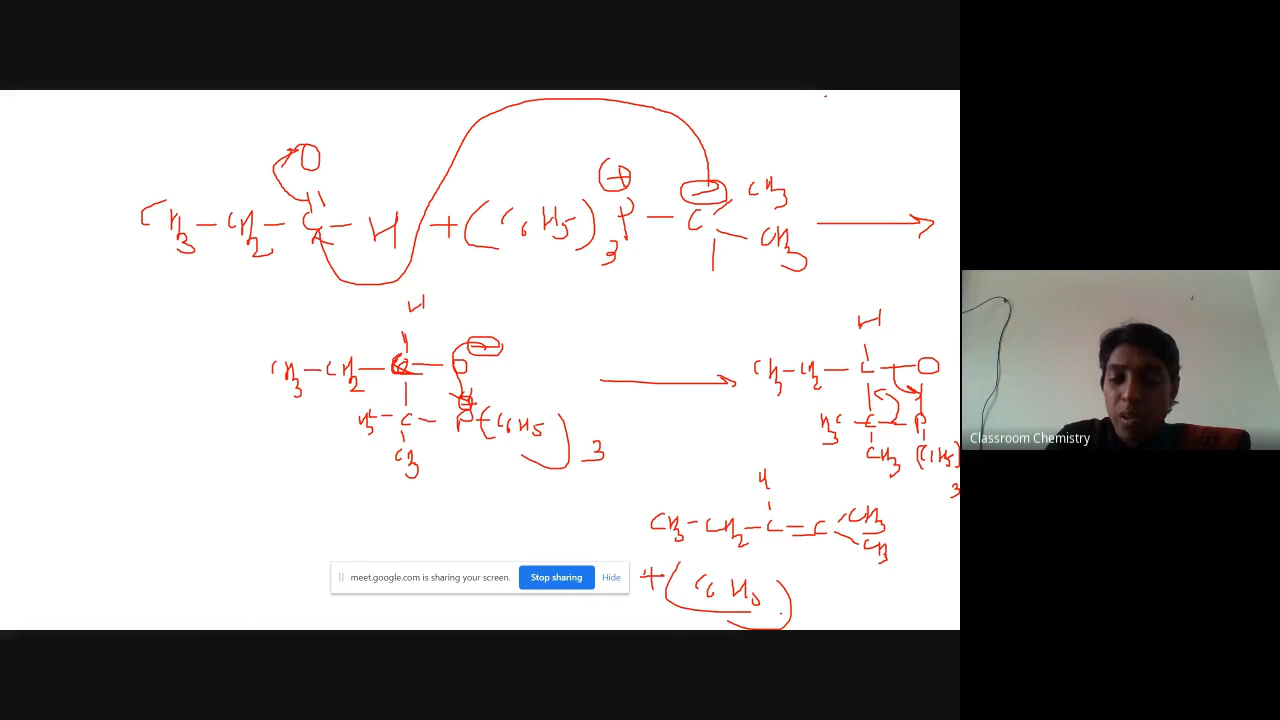 O
CH3 - CH2 - C - H + (C6H5)3 P - C
⊕
CH3
CH3
H
CH3 - CH2 - C - O
H3C - C - P - (C6H5)3
CH3
H
CH3 - CH2 - C - O
H3C - C - P
CH3 (C6H5)3
H
CH3 - CH2 - C = C
CH3
CH3
+ (C6H5)
meet.google.com is sharing your screen. Stop sharing Hide
Classroom Chemistry